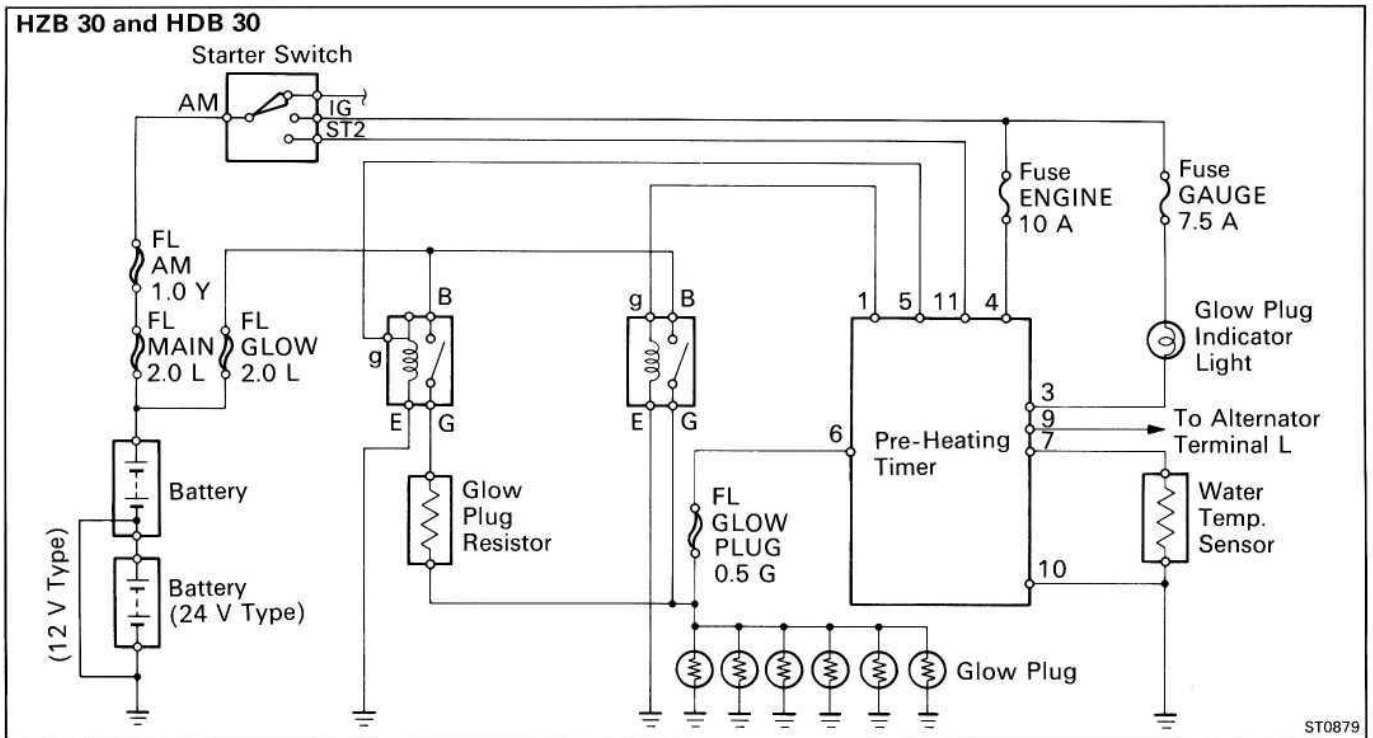 HZB 30 and HDB 30
Starter Switch
AM
IG
ST2
Fuse
ENGINE
10 A
Fuse
GAUGE
7.5 A
FL
AM
1.0 Y
FL
MAIN
2.0 L
FL
GLOW
2.0 L
B
g
E
G
g
B
E
G
1
5
11
4
Glow Plug
Indicator
Light
3
9
To Alternator
Terminal L
7
6
Pre-Heating
Timer
10
Water
Temp.
Sensor
Battery
Glow
Plug
Resistor
FL
GLOW
PLUG
0.5 G
(12 V Type)
Battery
(24 V Type)
Glow Plug
ST0879